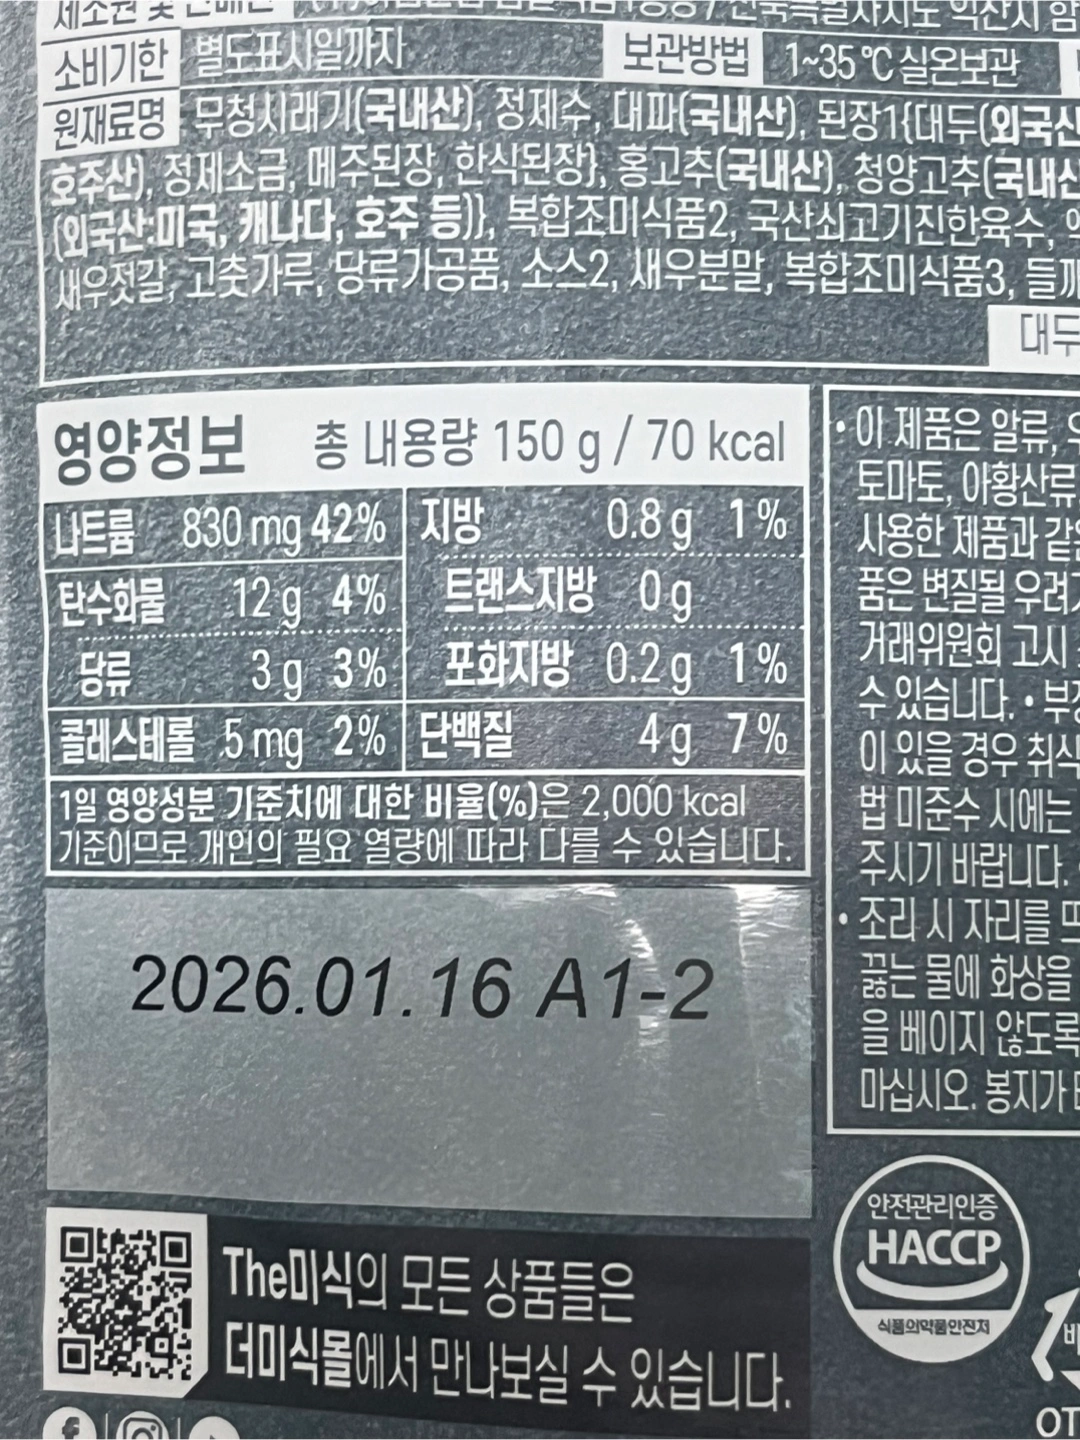 소비기한 별도표시일까지 보관방법 1~35 ℃ 실온보관
원재료명 무청시래기(국내산), 정제수, 대파(국내산), 된장1{대두(외국산
호주산), 정제소금, 메주된장, 한식된장}, 홍고추(국내산), 청양고추(국내산
(외국산:미국, 캐나다, 호주 등)}, 복합조미식품2, 국산쇠고기진한육수,
새우젓갈, 고춧가루, 당류가공품, 소스2, 새우분말, 복합조미식품3, 들깨
대두
영양정보 총 내용량 150 g / 70 kcal
나트륨 830 mg 42% 지방 0.8 g 1 %
탄수화물 12 g 4% 트랜스지방 0 g
당류 3 g 3% 포화지방 0.2 g 1 %
콜레스테롤 5 mg 2% 단백질 4 g 7 %
1일 영양성분 기준치에 대한 비율(%)은 2,000 kcal
기준이므로 개인의 필요 열량에 따라 다를 수 있습니다.
• 이 제품은 알류, 우
토마토, 아황산류
사용한 제품과 같은
품은 변질될 우려가
거래위원회 고시
수 있습니다. • 부정
이 있을 경우 취식
법 미준수 시에는
주시기 바랍니다.
• 조리 시 자리를 뜨
끓는 물에 화상을
을 베이지 않도록
마십시오. 봉지가
2026.01.16 A1-2
안전관리인증
HACCP
식품의약품안전처
The미식의 모든 상품들은
더미식몰에서 만나보실 수 있습니다.
OT